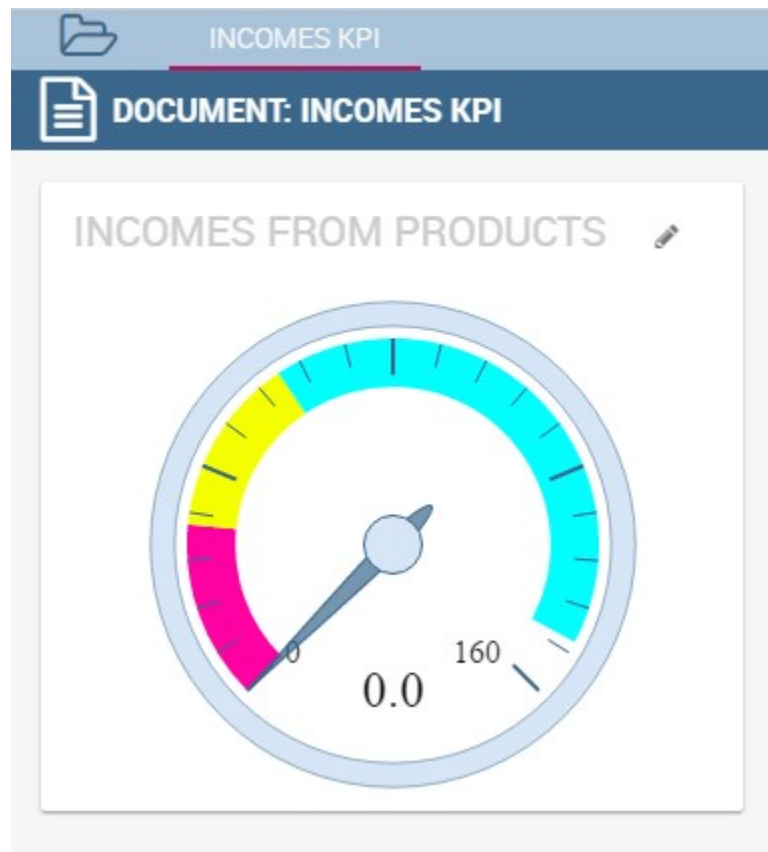 INCOMES KPI
DOCUMENT: INCOMES KPI
INCOMES FROM PRODUCTS
0
160
0.0